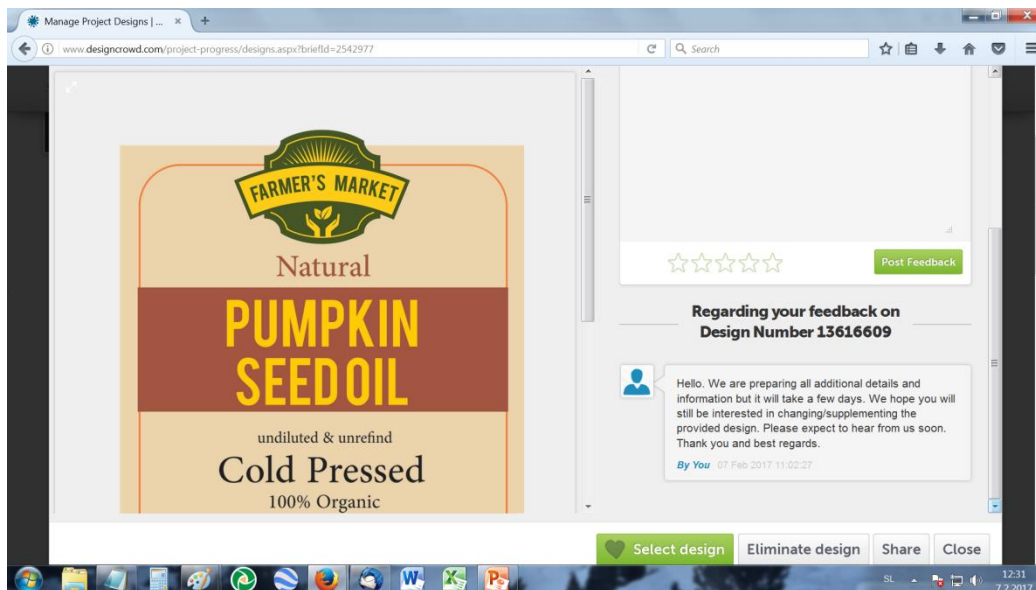 Manage Project Designs | ...
www.designcrowd.com/project-progress/designs.aspx?briefId=2542977
Search
FARMER'S MARKET
Natural
PUMPKIN
SEED OIL
undiluted & unrefind
Cold Pressed
100% Organic
Post Feedback
Regarding your feedback on
Design Number 13616609
Hello. We are preparing all additional details and
information but it will take a few days. We hope you will
still be interested in changing/supplementing the
provided design. Please expect to hear from us soon.
Thank you and best regards.
By You 07 Feb 2017 11:02:27
Select design
Eliminate design
Share
Close
SL
12:31
7.2.2017